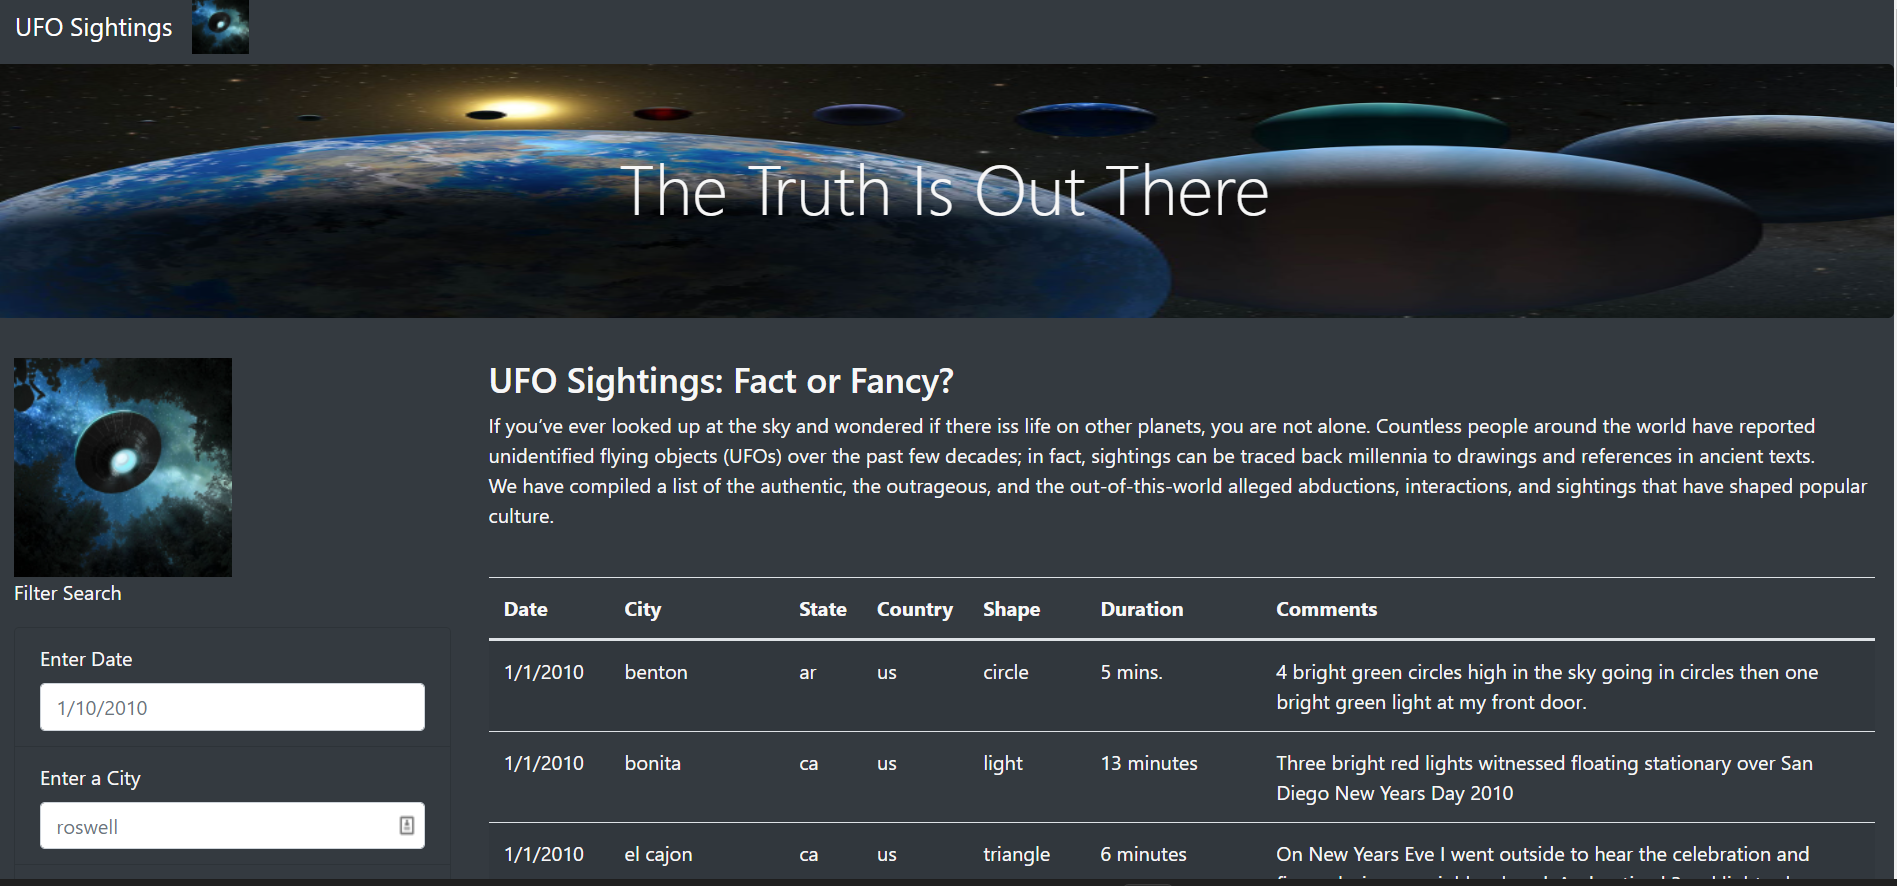 UFO Sightings
The Truth Is Out There
Filter Search
Enter Date
1/10/2010
Enter a City
roswell
UFO Sightings: Fact or Fancy?
If you’ve ever looked up at the sky and wondered if there iss life on other planets, you are not alone. Countless people around the world have reported
unidentified flying objects (UFOs) over the past few decades; in fact, sightings can be traced back millennia to drawings and references in ancient texts.
We have compiled a list of the authentic, the outrageous, and the out-of-this-world alleged abductions, interactions, and sightings that have shaped popular
culture.
Date City State Country Shape Duration Comments
1/1/2010 benton ar us circle 5 mins. 4 bright green circles high in the sky going in circles then one
bright green light at my front door.
1/1/2010 bonita ca us light 13 minutes Three bright red lights witnessed floating stationary over San
Diego New Years Day 2010
1/1/2010 el cajon ca us triangle 6 minutes On New Years Eve I went outside to hear the celebration and